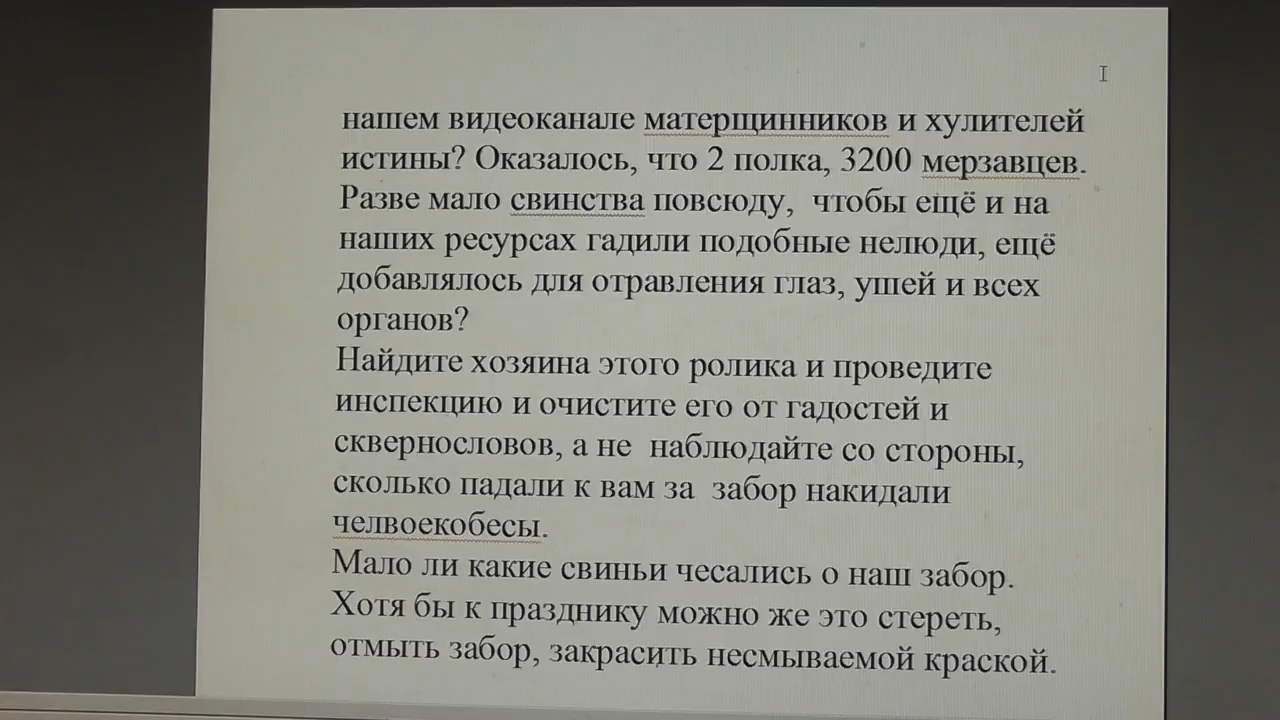 нашем видеоканале матерщинников и хулителей
истины? Оказалось, что 2 полка, 3200 мерзавцев.
Разве мало свинства повсюду,  чтобы ещё и на
наших ресурсах гадили подобные нелюди, ещё
добавлялось для отравления глаз, ушей и всех
органов?
Найдите хозяина этого ролика и проведите
инспекцию и очистите его от гадостей и
сквернословов, а не  наблюдайте со стороны,
сколько падали к вам за  забор накидали
челвоекобесы.
Мало ли какие свиньи чесались о наш забор.
Хотя бы к празднику можно же это стереть,
отмыть забор, закрасить несмываемой краской.